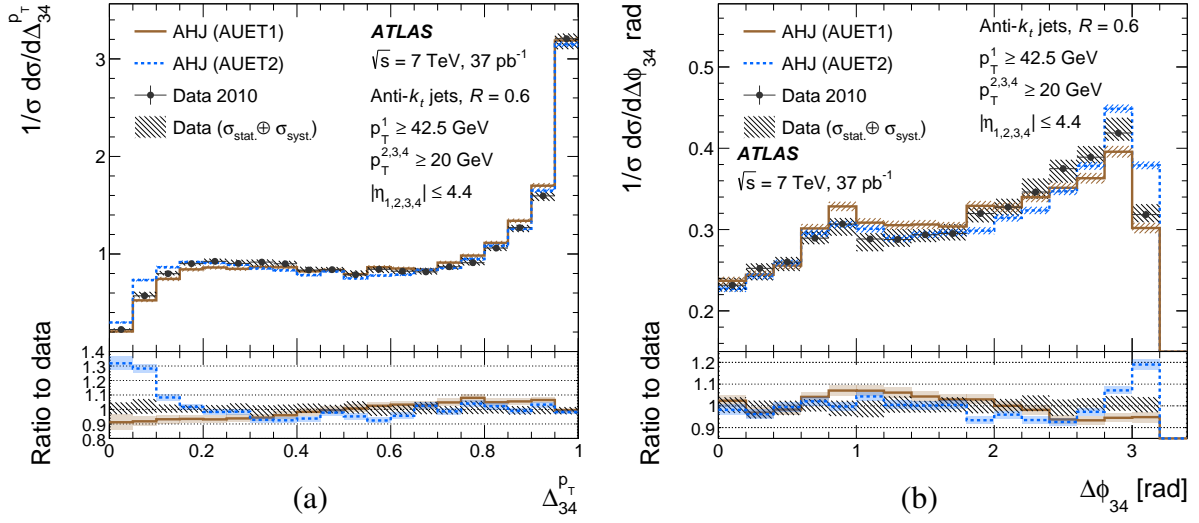 1/σ dσ/dΔ₃₄^pT
AHJ (AUET1)
AHJ (AUET2)
Data 2010
Data (σstat. ⊕ σsyst.)
ATLAS
√s = 7 TeV, 37 pb⁻¹
Anti-kt jets, R = 0.6
pT¹ ≥ 42.5 GeV
pT²,³,⁴ ≥ 20 GeV
|η1,2,3,4| ≤ 4.4
3
2
1
Ratio to data
1.4
1.3
1.2
1.1
1
0.9
0.8
0 0.2 0.4 0.6 0.8 1
(a)
Δ₃₄^pT
1/σ dσ/dΔϕ₃₄ rad
AHJ (AUET1)
AHJ (AUET2)
Data 2010
Data (σstat. ⊕ σsyst.)
ATLAS
√s = 7 TeV, 37 pb⁻¹
Anti-kt jets, R = 0.6
pT¹ ≥ 42.5 GeV
pT²,³,⁴ ≥ 20 GeV
|η1,2,3,4| ≤ 4.4
0.6
0.4
0.3
0.2
Ratio to data
1.2
1.1
1.0
0.9
0 1 2 3
(b)
Δϕ₃₄ [rad]